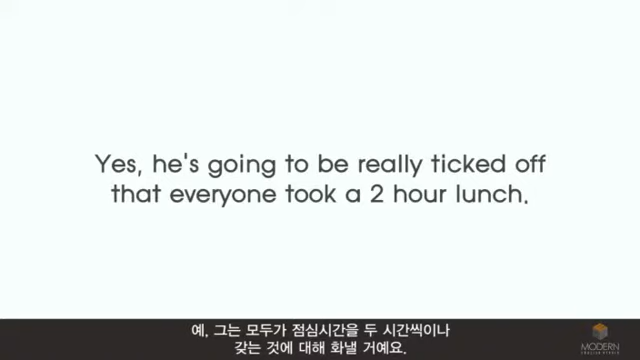 Yes, he's going to be really ticked off
that everyone took a 2 hour lunch.
예, 그는 모두가 점심시간을 두 시간씩이나
갖는 것에 대해 화낼 거예요.
MODERN